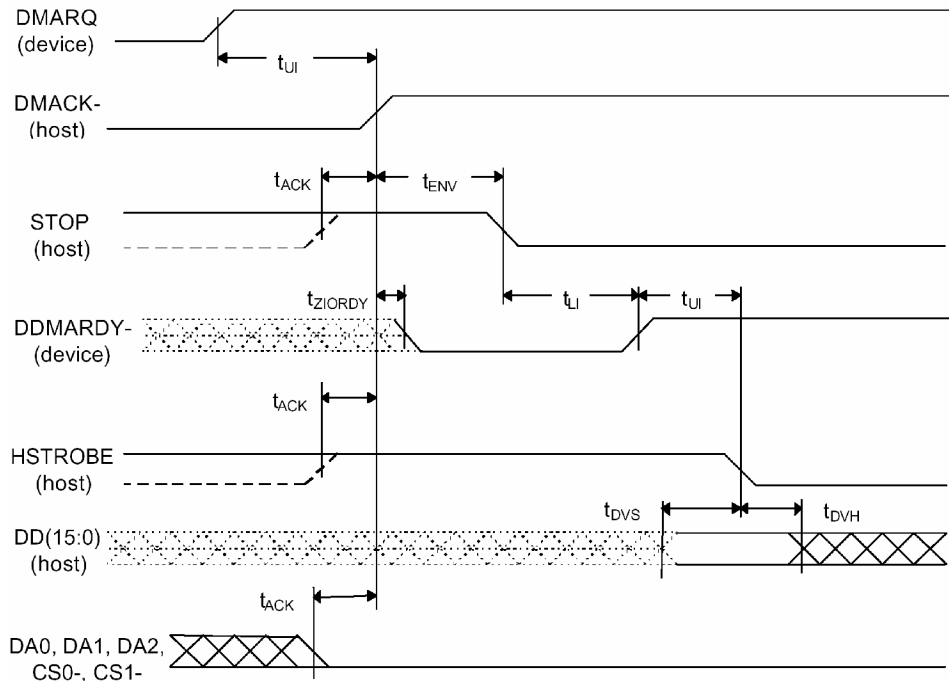 DMARQ
(device)
tUI
DMACK-
(host)
tACK
tENV
STOP
(host)
tZIORDY
tLI
tUI
DDMARDY-
(device)
tACK
HSTROBE
(host)
tDVS
tDVH
DD(15:0)
(host)
tACK
DA0, DA1, DA2,
CS0-, CS1-